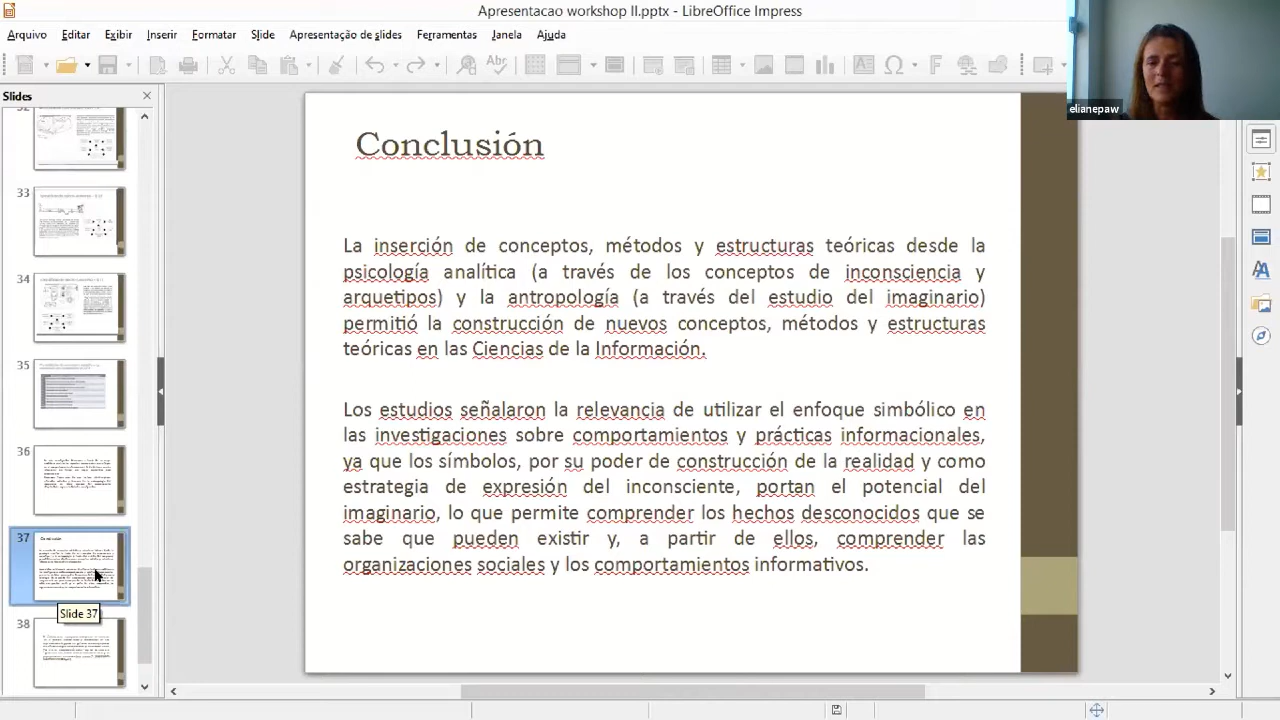 Apresentacao workshop II.pptx - LibreOffice Impress
Arquivo Editar Exibir Inserir Formatar Slide Apresentação de slides Ferramentas Janela Ajuda
elianepaw
Slides
32
33
34
35
36
37
Slide 37
38
Conclusión
La inserción de conceptos, métodos y estructuras teóricas desde la
psicología analítica (a través de los conceptos de inconsciencia y
arquetipos) y la antropología (a través del estudio del imaginario)
permitió la construcción de nuevos conceptos, métodos y estructuras
teóricas en las Ciencias de la Información.
Los estudios señalaron la relevancia de utilizar el enfoque simbólico en
las investigaciones sobre comportamientos y prácticas informacionales,
ya que los símbolos, por su poder de construcción de la realidad y como
estrategia de expresión del inconsciente, portan el potencial del
imaginario, lo que permite comprender los hechos desconocidos que se
sabe que pueden existir y, a partir de ellos, comprender las
organizaciones sociales y los comportamientos informativos.